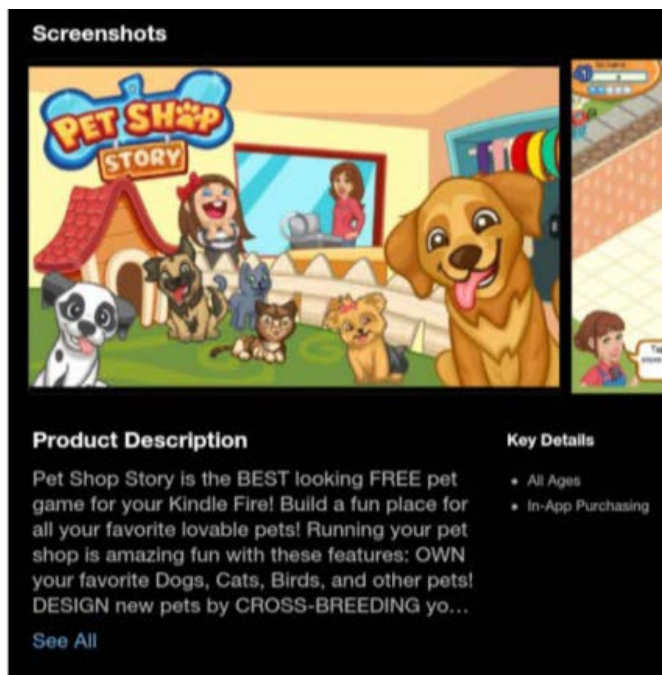 Screenshots
PET SHOP
STORY
Product Description
Pet Shop Story is the BEST looking FREE pet
game for your Kindle Fire! Build a fun place for
all your favorite lovable pets! Running your pet
shop is amazing fun with these features: OWN
your favorite Dogs, Cats, Birds, and other pets!
DESIGN new pets by CROSS-BREEDING yo...
See All
Key Details
• All Ages
• In-App Purchasing